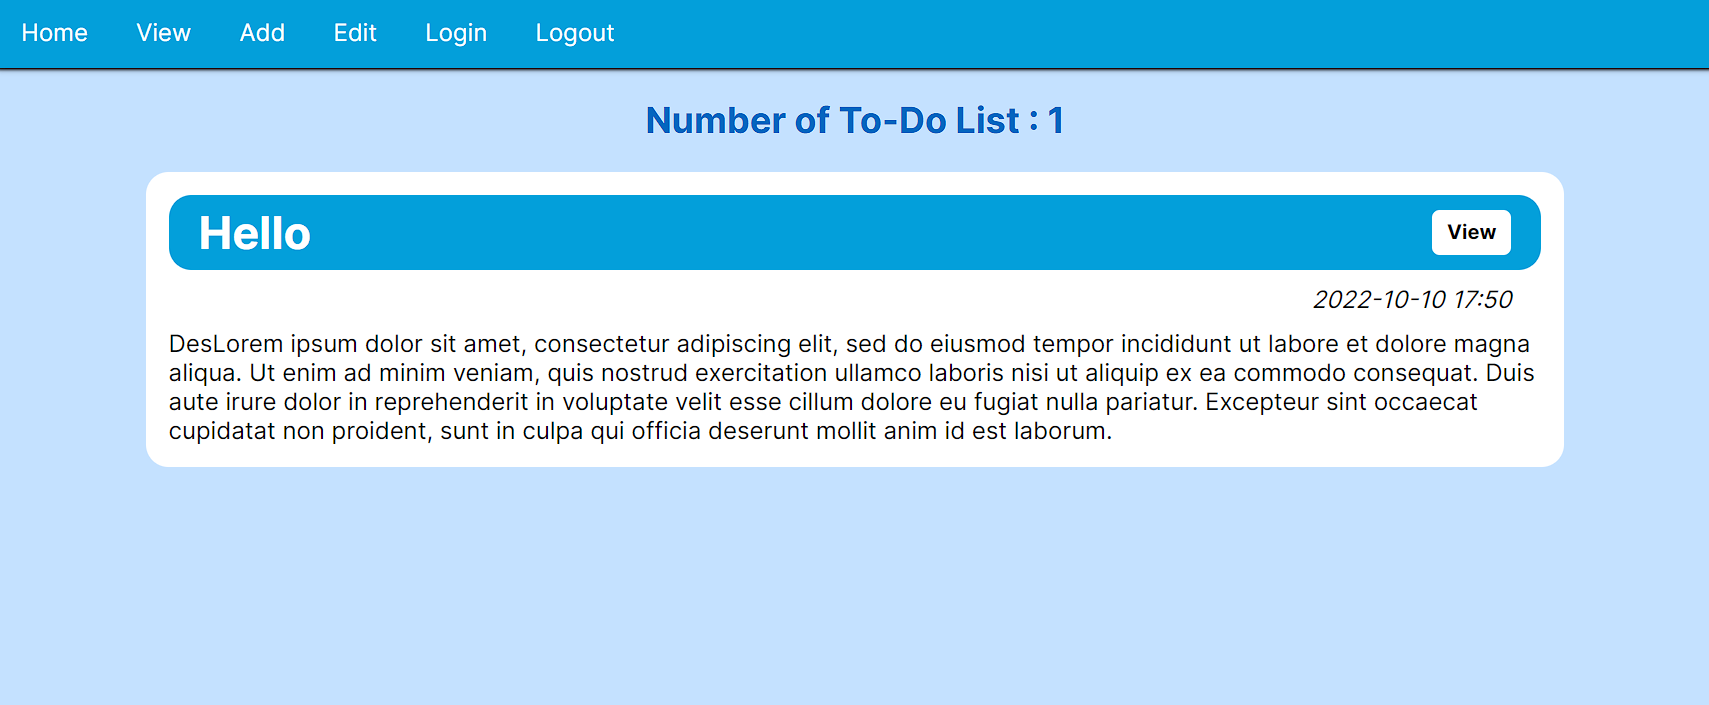 Home View Add Edit Login Logout
Number of To-Do List : 1
Hello View
2022-10-10 17:50
DesLorem ipsum dolor sit amet, consectetur adipiscing elit, sed do eiusmod tempor incididunt ut labore et dolore magna
aliqua. Ut enim ad minim veniam, quis nostrud exercitation ullamco laboris nisi ut aliquip ex ea commodo consequat. Duis
aute irure dolor in reprehenderit in voluptate velit esse cillum dolore eu fugiat nulla pariatur. Excepteur sint occaecat
cupidatat non proident, sunt in culpa qui officia deserunt mollit anim id est laborum.